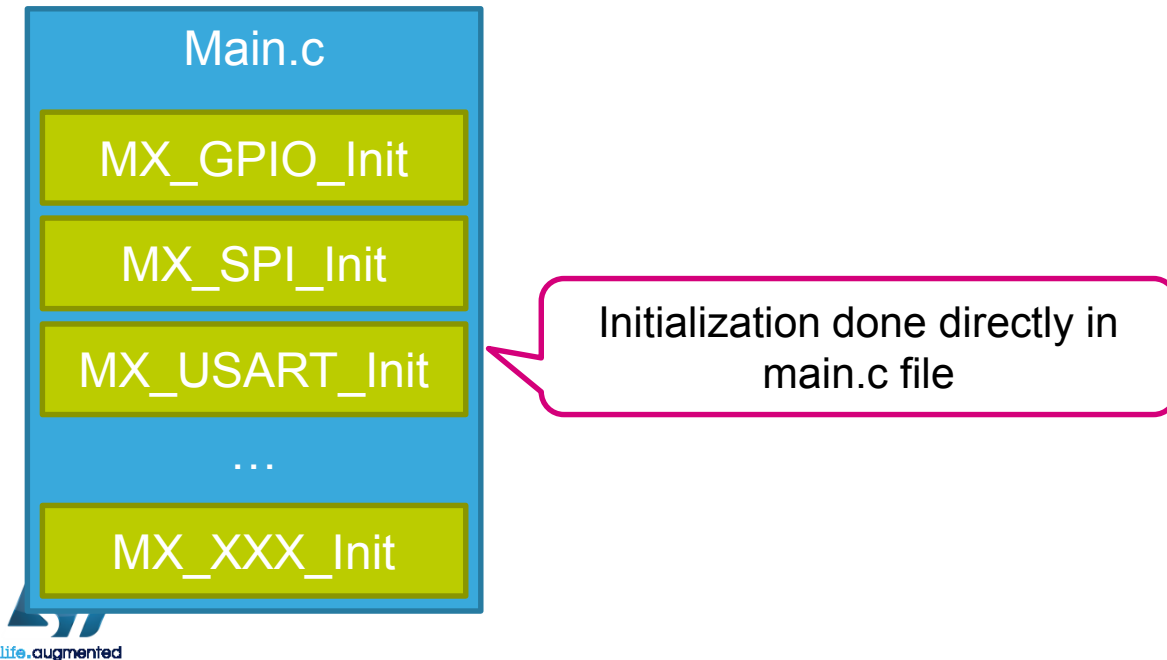 Main.c
MX_GPIO_Init
MX_SPI_Init
MX_USART_Init
...
MX_XXX_Init
Initialization done directly in
main.c file
life.augmented